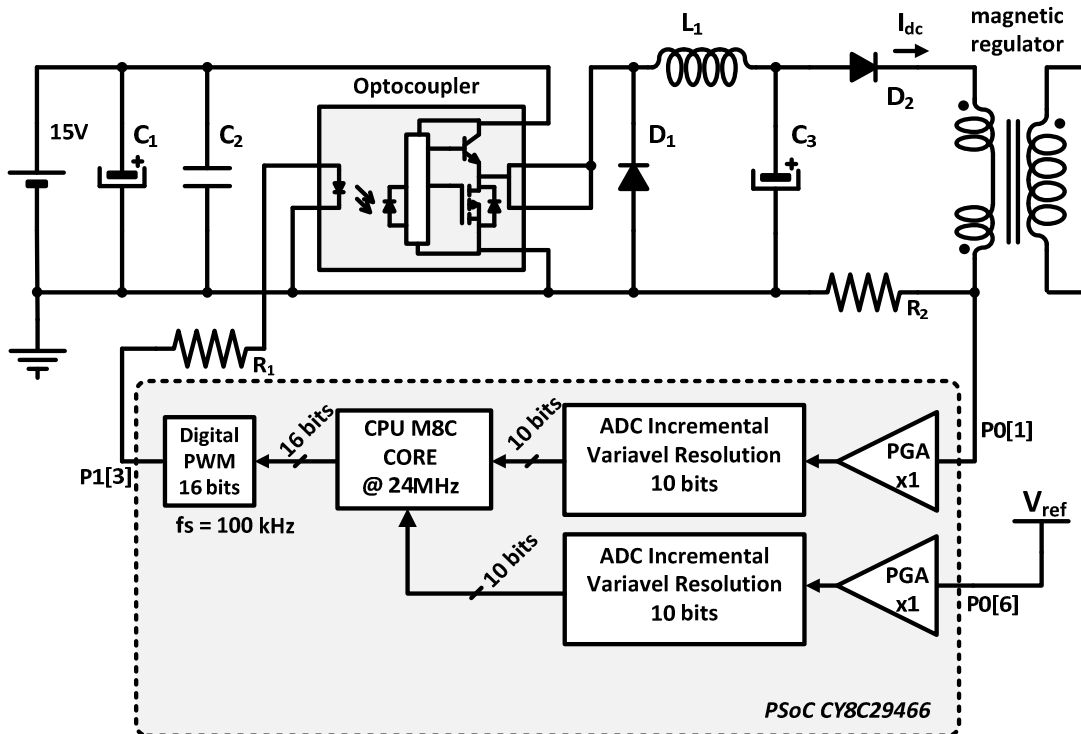 magnetic
regulator
L1
Idc
Optocoupler
15V
C1
C2
D1
C3
D2
R2
R1
P0[1]
Digital
PWM
16 bits
16 bits
CPU M8C
CORE
@ 24MHz
10 bits
ADC Incremental
Variavel Resolution
10 bits
PGA
x1
P1[3]
fs = 100 kHz
Vref
10 bits
ADC Incremental
Variavel Resolution
10 bits
PGA
x1
P0[6]
PSoC CY8C29466